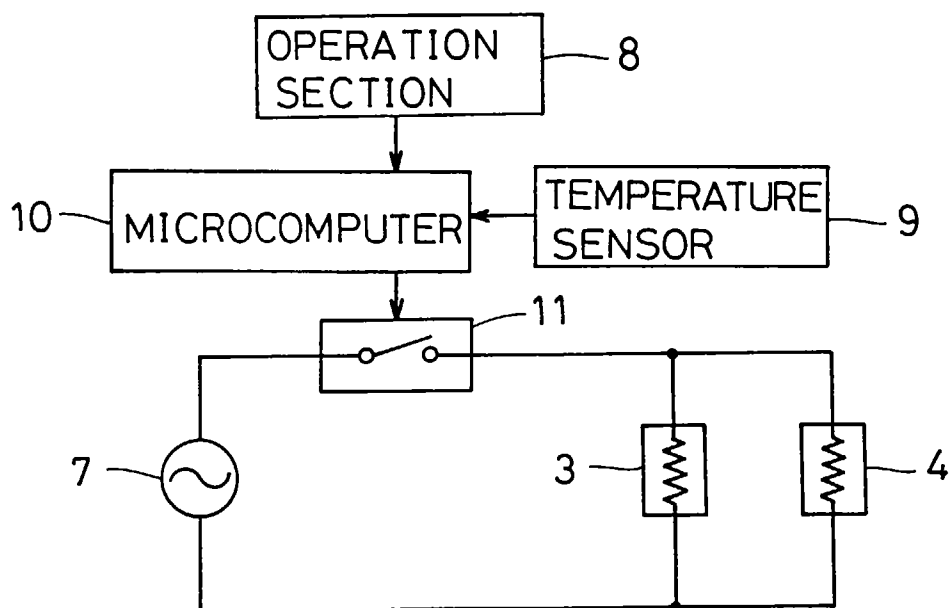 OPERATION
SECTION
8
10
MICROCOMPUTER
TEMPERATURE
SENSOR
9
11
7
3
4